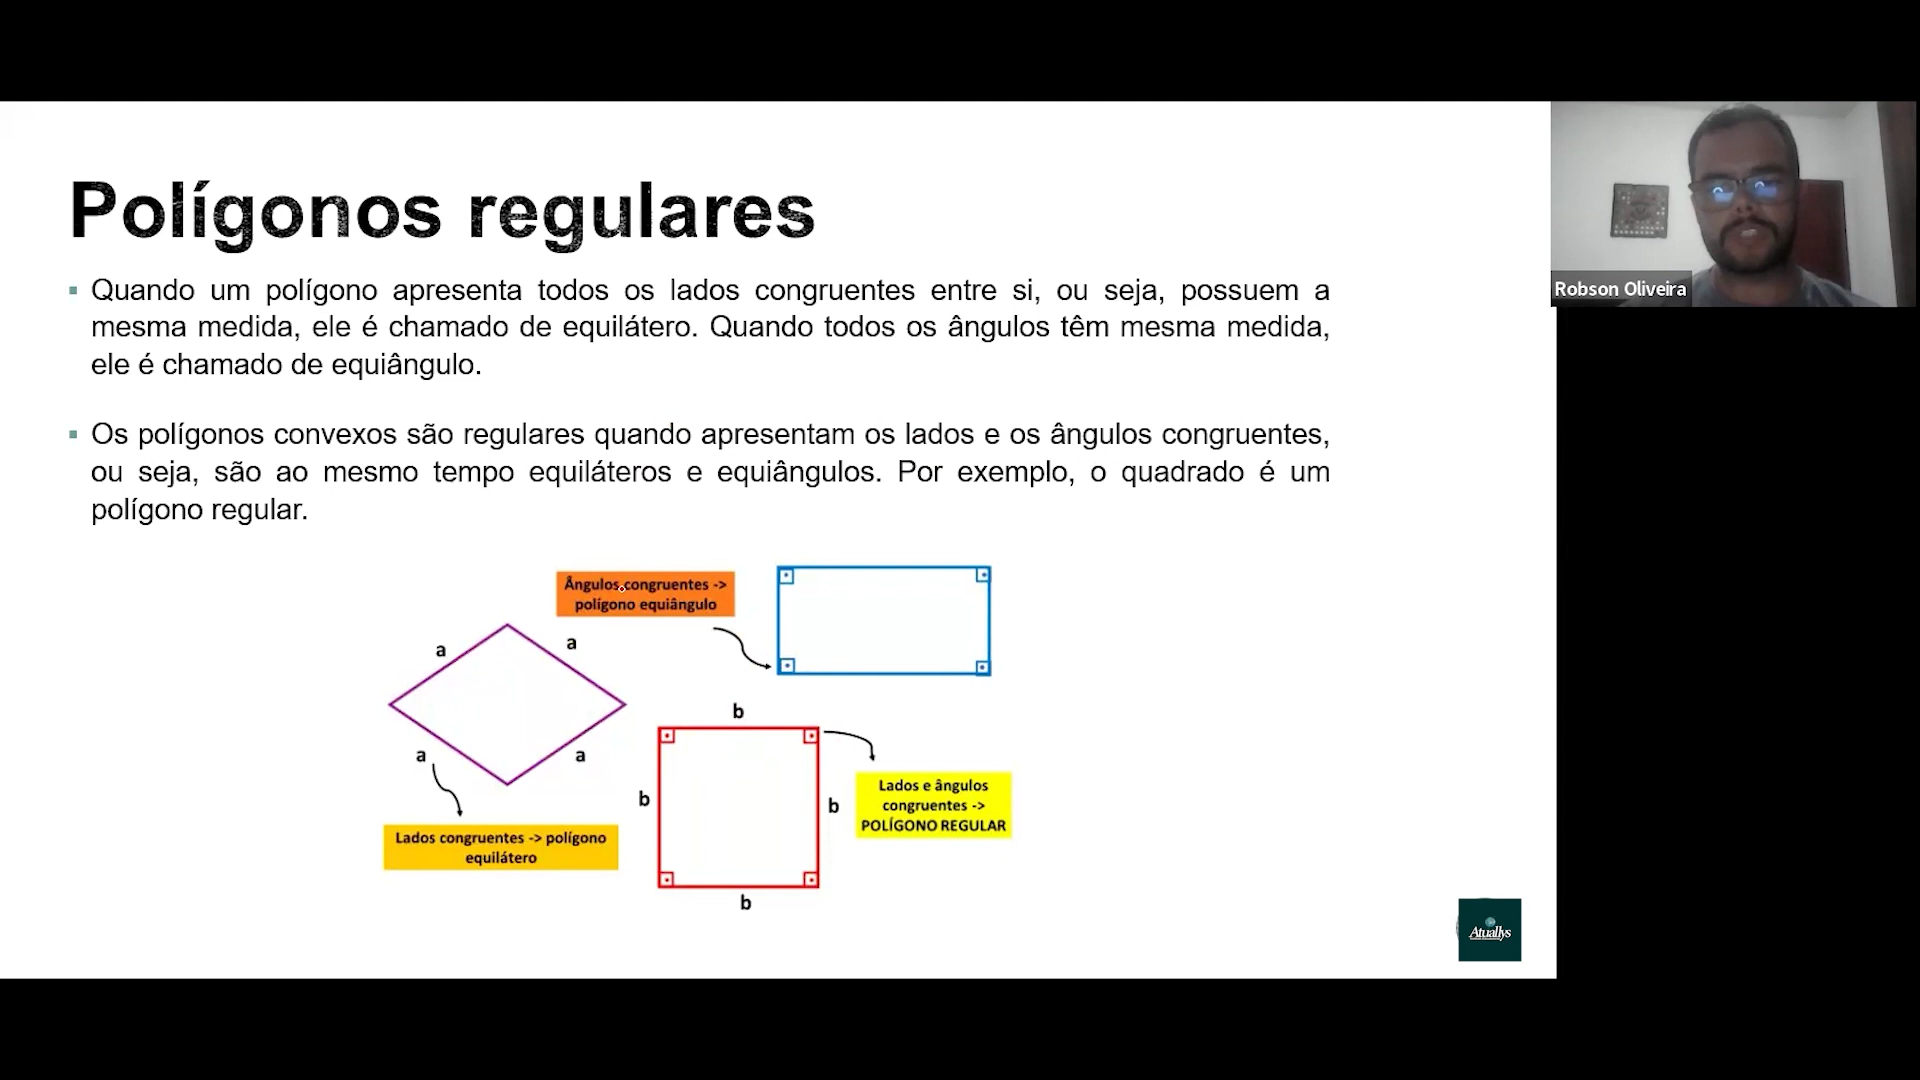 Polígonos regulares
Robson Oliveira
Quando um polígono apresenta todos os lados congruentes entre si, ou seja, possuem a
mesma medida, ele é chamado de equilátero. Quando todos os ângulos têm mesma medida,
ele é chamado de equiângulo.
Os polígonos convexos são regulares quando apresentam os lados e os ângulos congruentes,
ou seja, são ao mesmo tempo equiláteros e equiângulos. Por exemplo, o quadrado é um
polígono regular.
Ângulos congruentes ->
polígono equiângulo
a
a
a
a
Lados congruentes -> polígono
equilátero
b
b
b
b
Lados e ângulos
congruentes ->
POLÍGONO REGULAR
Atuallys